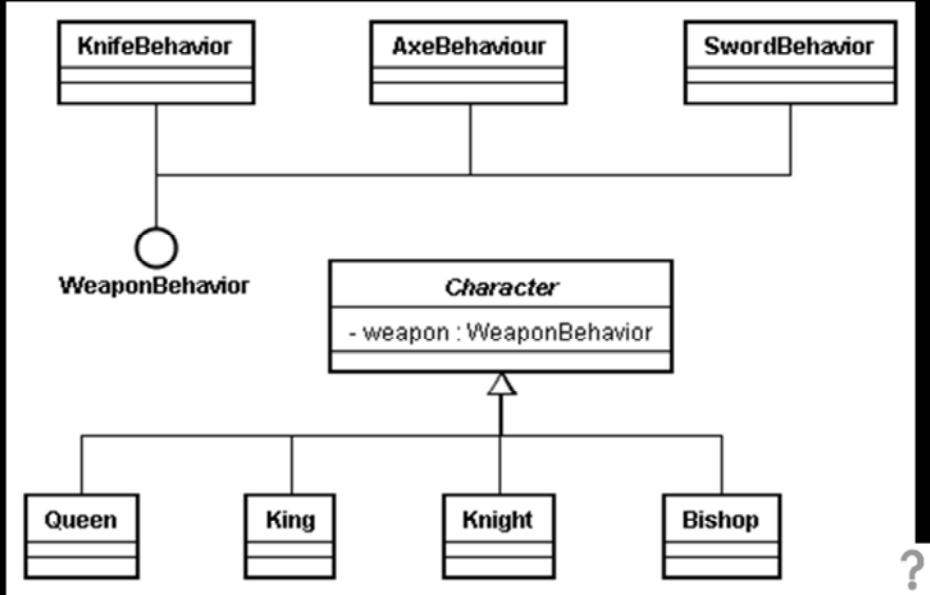 KnifeBehavior
AxeBehaviour
SwordBehavior
WeaponBehavior
Character
- weapon : WeaponBehavior
Queen
King
Knight
Bishop
?